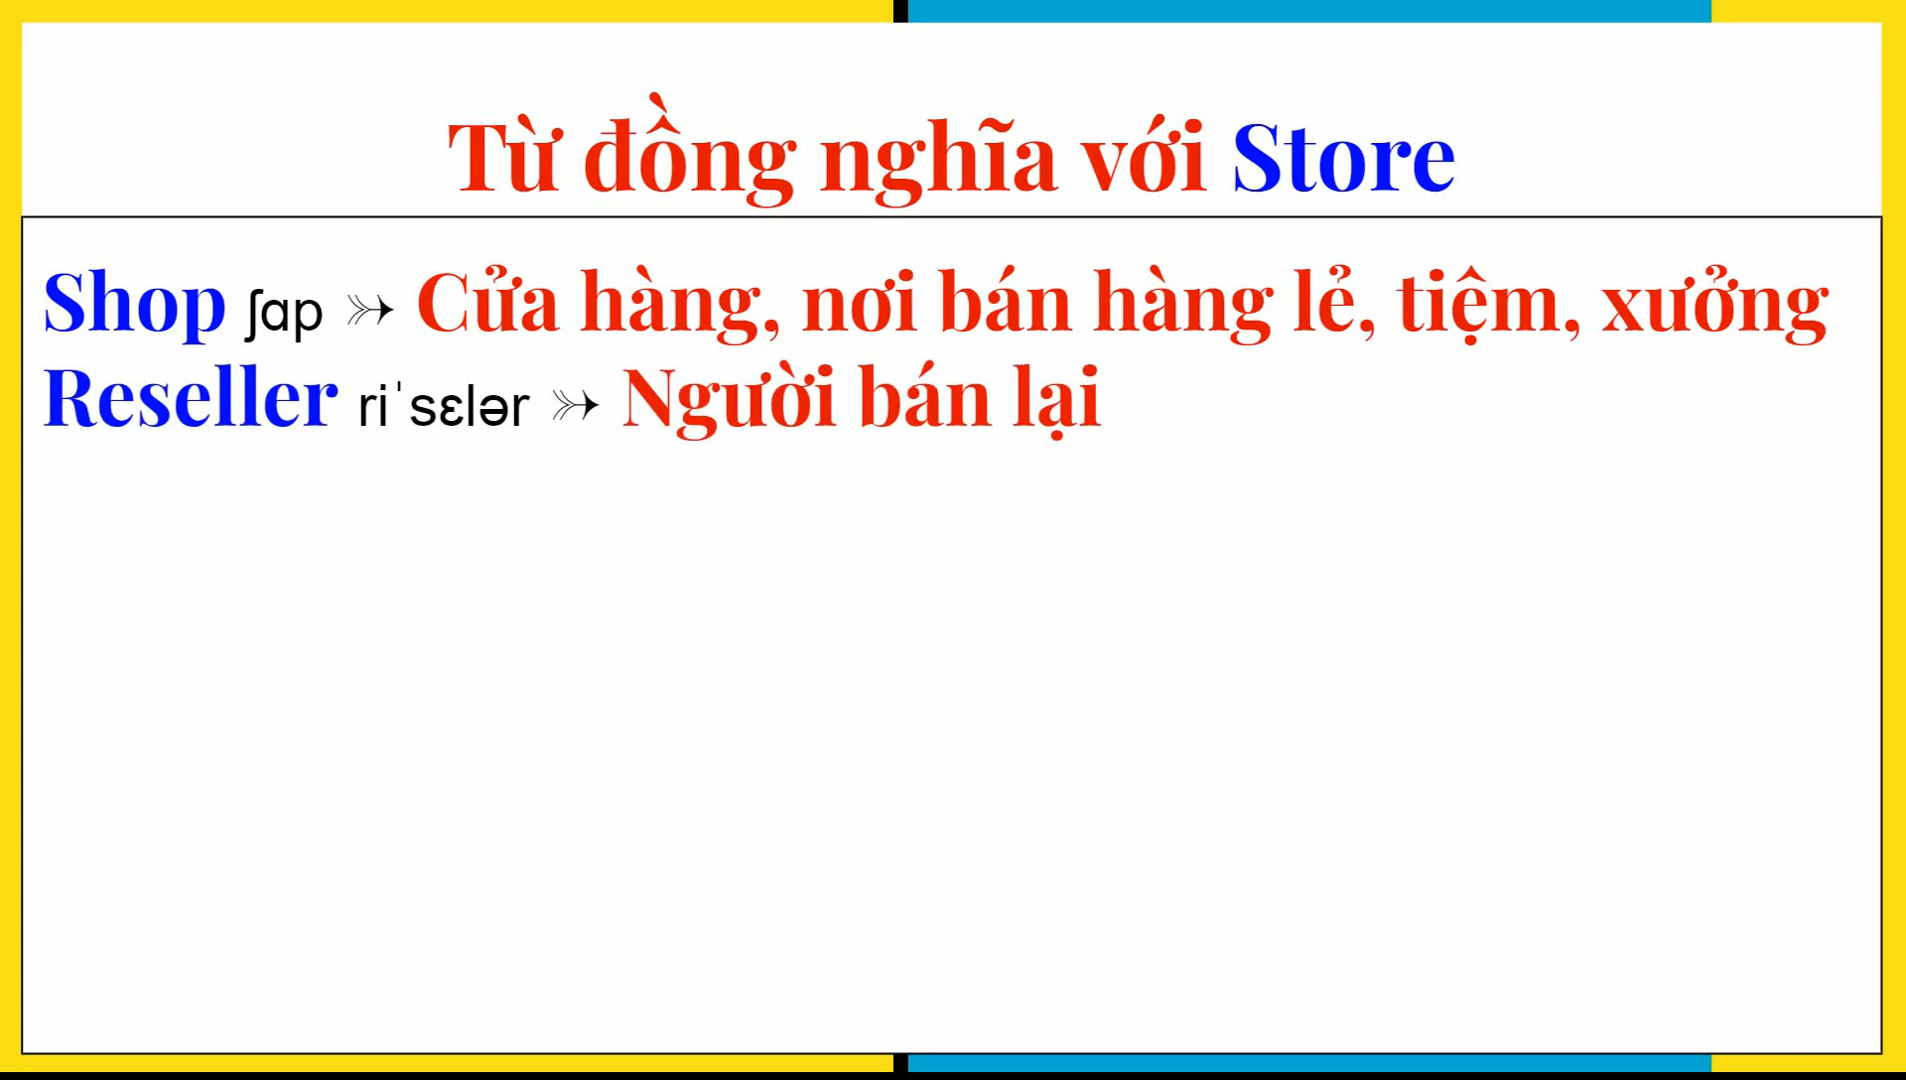 Từ đồng nghĩa với Store
Shop ʃɑp ➳ Cửa hàng, nơi bán hàng lẻ, tiệm, xưởng
Reseller riˈsɛlər ➳ Người bán lại